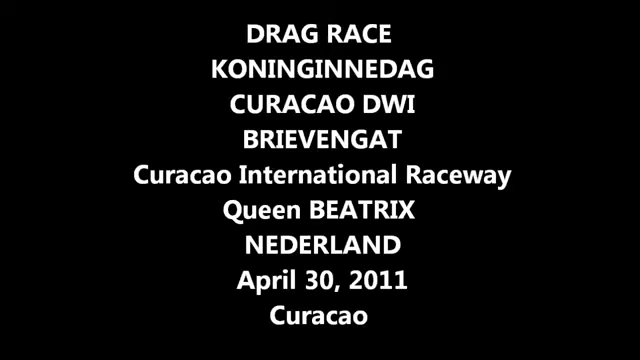 DRAG RACE
KONINGINNEDAG
CURACAO DWI
BRIEVENGAT
Curacao International Raceway
Queen BEATRIX
NEDERLAND
April 30, 2011
Curacao